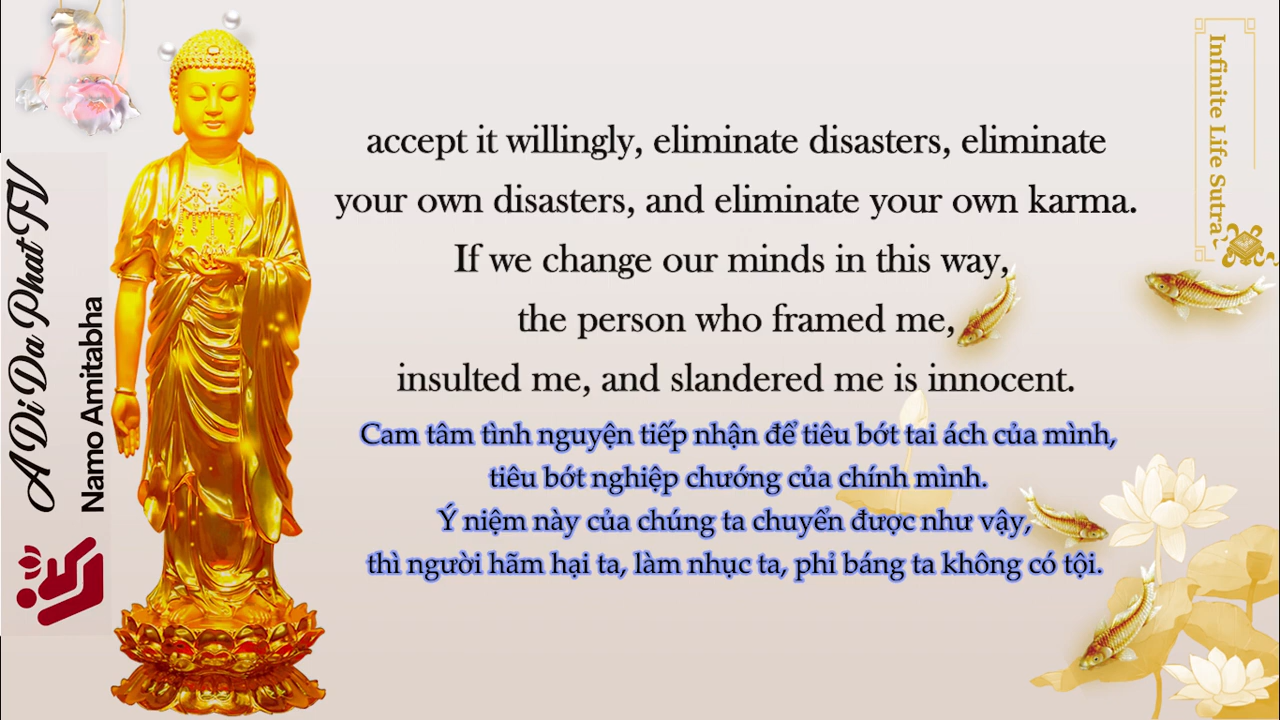 accept it willingly, eliminate disasters, eliminate
your own disasters, and eliminate your own karma.
If we change our minds in this way,
the person who framed me,
insulted me, and slandered me is innocent.
Cam tâm tình nguyện tiếp nhận để tiêu bớt tai ách của mình,
tiêu bớt nghiệp chướng của chính mình.
Ý niệm này của chúng ta chuyển được như vậy,
thì người hãm hại ta, làm nhục ta, phỉ báng ta không có tội.
A Di Da Phat TV
Namo Amitabha
Infinite Life Sutra